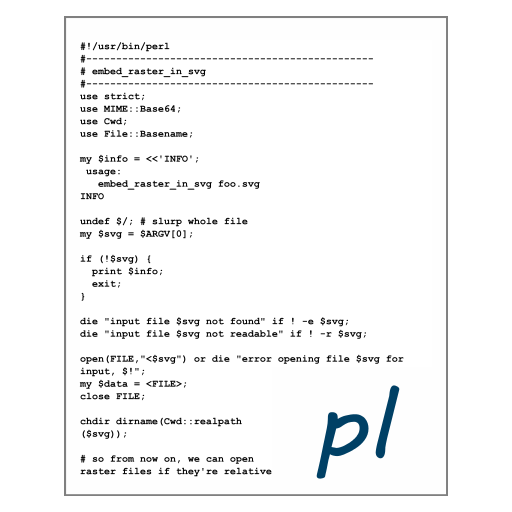 #!/usr/bin/perl
#------------------------------------------------
# embed_raster_in_svg
#------------------------------------------------
use strict;
use MIME::Base64;
use Cwd;
use File::Basename;

my $info = <<'INFO';
 usage:
   embed_raster_in_svg foo.svg
INFO

undef $/; # slurp whole file
my $svg = $ARGV[0];

if (!$svg) {
  print $info;
  exit;
}

die "input file $svg not found" if ! -e $svg;
die "input file $svg not readable" if ! -r $svg;

open(FILE,"<$svg") or die "error opening file $svg for
input, $!";
my $data = <FILE>;
close FILE;

chdir dirname(Cwd::realpath
($svg));

# so from now on, we can open
raster files if they're relative
pl